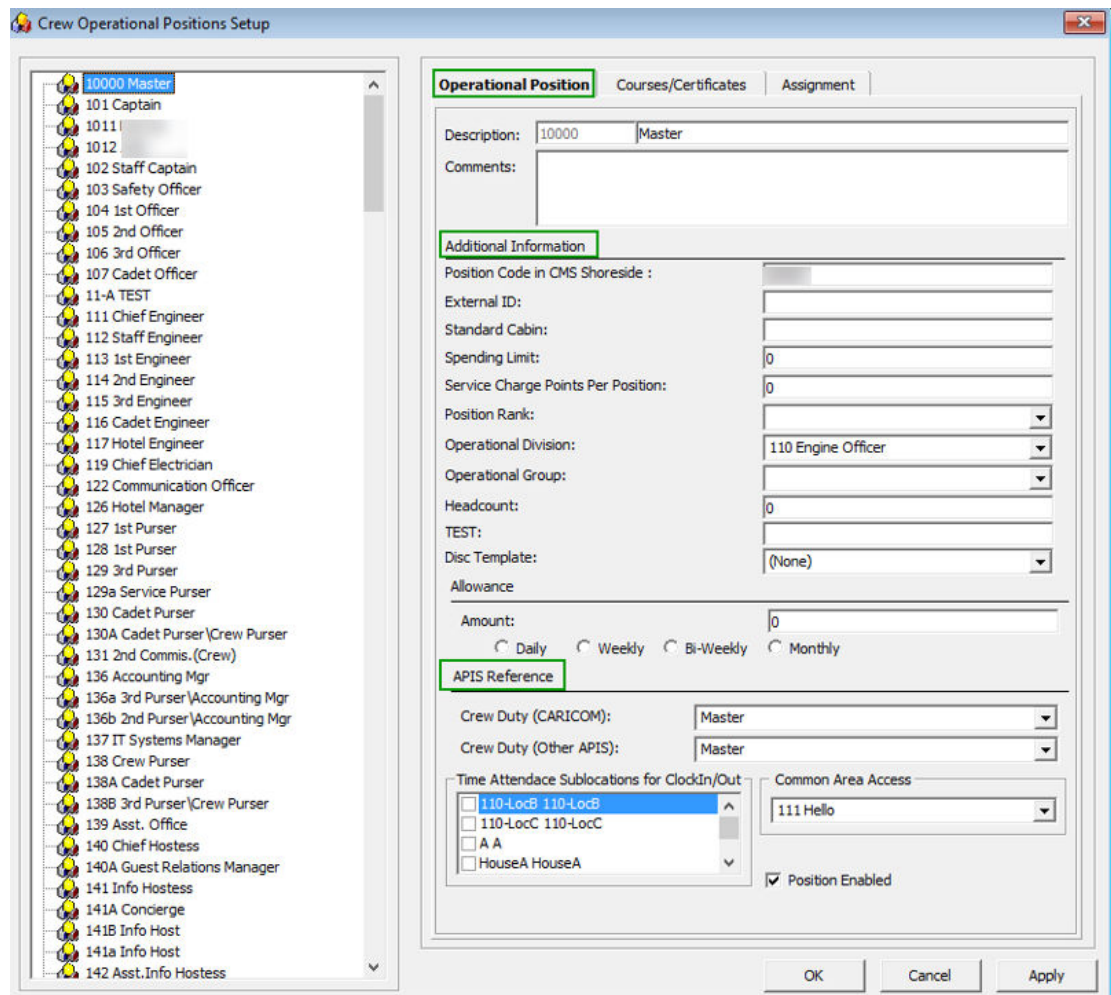 Crew Operational Positions Setup
10000 Master
101 Captain
1011
1012
102 Staff Captain
103 Safety Officer
104 1st Officer
105 2nd Officer
106 3rd Officer
107 Cadet Officer
11-A TEST
111 Chief Engineer
112 Staff Engineer
113 1st Engineer
114 2nd Engineer
115 3rd Engineer
116 Cadet Engineer
117 Hotel Engineer
119 Chief Electrician
122 Communication Officer
126 Hotel Manager
127 1st Purser
128 1st Purser
129 3rd Purser
129a Service Purser
130 Cadet Purser
130A Cadet Purser\Crew Purser
131 2nd Commis.(Crew)
136 Accounting Mgr
136a 3rd Purser\Accounting Mgr
136b 2nd Purser\Accounting Mgr
137 IT Systems Manager
138 Crew Purser
138A Cadet Purser
138B 3rd Purser\Crew Purser
139 Asst. Office
140 Chief Hostess
140A Guest Relations Manager
141 Info Hostess
141A Concierge
141B Info Host
141a Info Host
142 Asst.Info Hostess
Operational Position Courses/Certificates Assignment
Description: 10000 Master
Comments:
Additional Information
Position Code in CMS Shoreside :
External ID:
Standard Cabin:
Spending Limit: 0
Service Charge Points Per Position: 0
Position Rank:
Operational Division: 110 Engine Officer
Operational Group:
Headcount: 0
TEST:
Disc Template: (None)
Allowance
Amount: 0
Daily Weekly Bi-Weekly Monthly
APIS Reference
Crew Duty (CARICOM): Master
Crew Duty (Other APIS): Master
Time Attendace Sublocations for ClockIn/Out
110-LocB 110-LocB
110-LocC 110-LocC
A A
HouseA HouseA
Common Area Access
111 Hello
Position Enabled
OK Cancel Apply